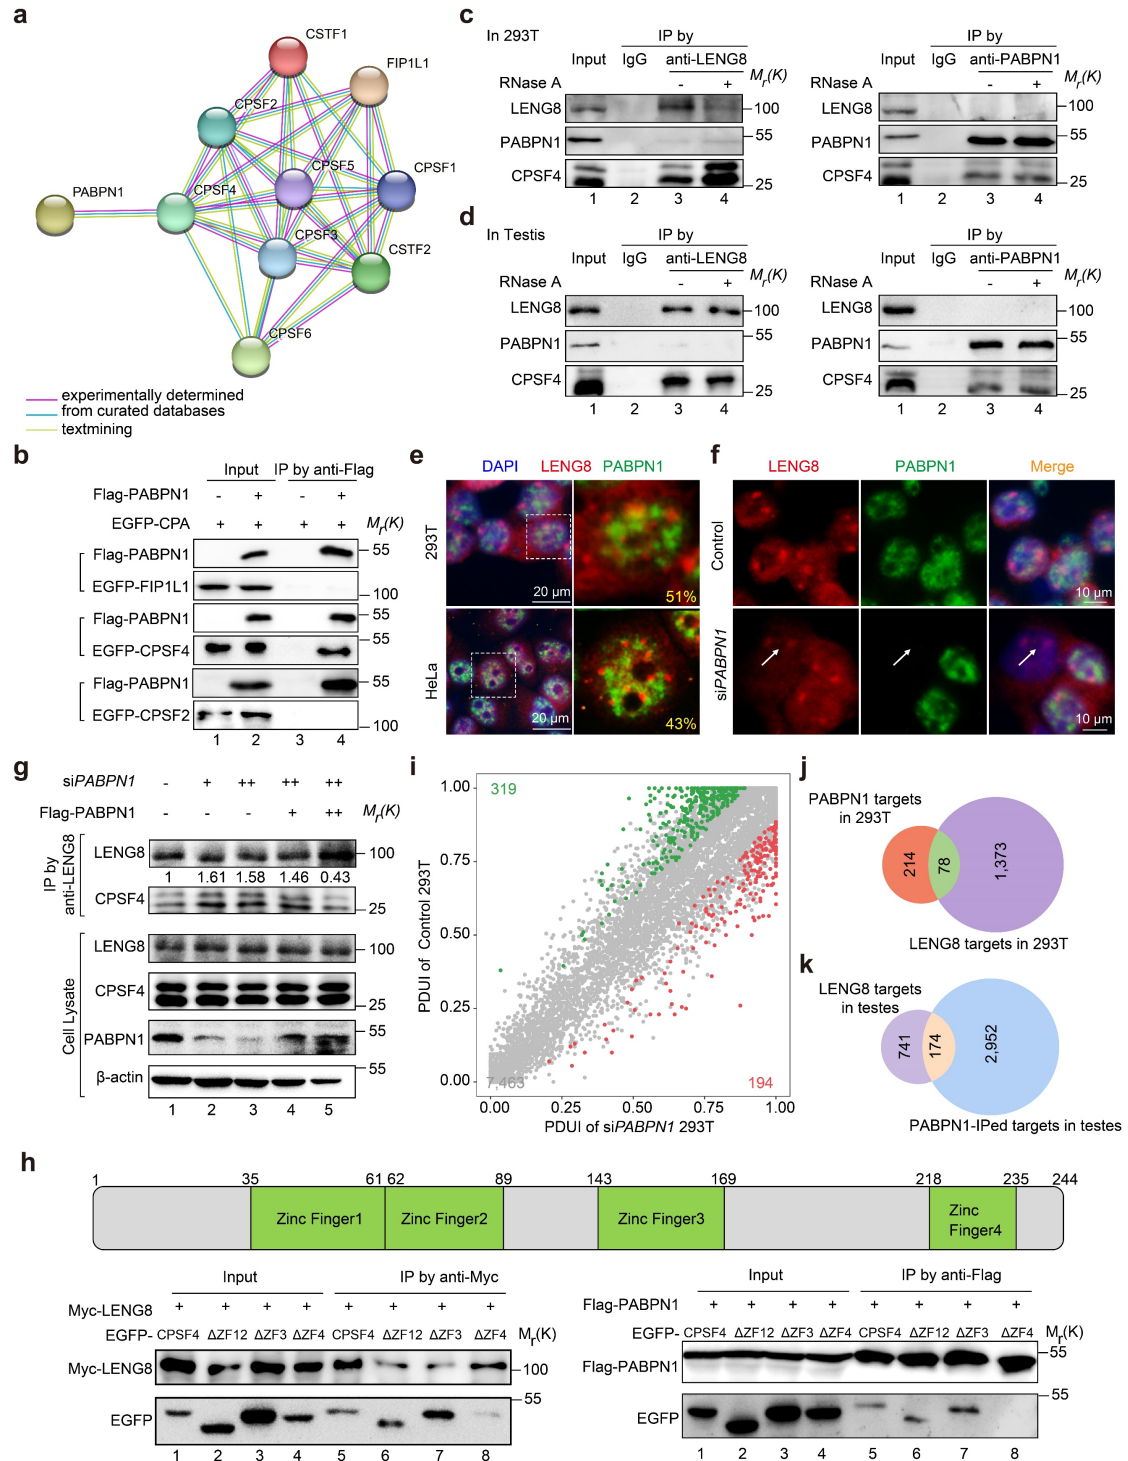 a
CSTF1
FIP1L1
CPSF2
CPSF5
CPSF1
PABPN1
CPSF4
CPSF3
CSTF2
CPSF6
experimentally determined
from curated databases
textmining
b
Input IP by anti-Flag
Flag-PABPN1 - + - +
EGFP-CPA + + + + Mr(K)
Flag-PABPN1 55
EGFP-FIP1L1 100
Flag-PABPN1 55
EGFP-CPSF4
Flag-PABPN1 55
EGFP-CPSF2 100
1 2 3 4
c
In 293T
IP by
Input IgG anti-LENG8
RNase A - + Mr(K)
LENG8 100
PABPN1 55
CPSF4 25
1 2 3 4
IP by
Input IgG anti-PABPN1
- + Mr(K)
LENG8 100
PABPN1 55
CPSF4 25
1 2 3 4
d
In Testis
IP by
Input IgG anti-LENG8
RNase A - + Mr(K)
LENG8 100
PABPN1 55
CPSF4 25
1 2 3 4
IP by
Input IgG anti-PABPN1
- + Mr(K)
LENG8 100
PABPN1 55
CPSF4 25
1 2 3 4
e
DAPI LENG8 PABPN1
293T
20 μm
51%
HeLa
20 μm
43%
f
LENG8 PABPN1 Merge
Control
10 μm
siPABPN1
10 μm
g
siPABPN1 - + ++ ++ ++
Flag-PABPN1 - - - + ++ Mr(K)
IP by
anti-LENG8
LENG8 100
1 1.61 1.58 1.46 0.43
CPSF4 25
Cell Lysate
LENG8 100
CPSF4 25
PABPN1 55
β-actin 55
1 2 3 4 5
i
PDUI of Control 293T
1.00
0.75
0.50
0.25
0.00
319
7,463
194
0.00 0.25 0.50 0.75 1.00
PDUI of siPABPN1 293T
j
PABPN1 targets
in 293T
214 78 1,373
LENG8 targets in 293T
k
LENG8 targets
in testes
741 174 2,952
PABPN1-IPed targets in testes
h
1 35 61 62 89 143 169 218 235 244
Zinc Finger1 Zinc Finger2 Zinc Finger3 Zinc
Finger4
Input IP by anti-Myc
Myc-LENG8 + + + + + + + +
EGFP- CPSF4 ΔZF12 ΔZF3 ΔZF4 CPSF4 ΔZF12 ΔZF3 ΔZF4 Mr(K)
Myc-LENG8 100
55
EGFP
1 2 3 4 5 6 7 8
Input IP by anti-Flag
Flag-PABPN1 + + + + + + + +
EGFP- CPSF4 ΔZF12 ΔZF3 ΔZF4 CPSF4 ΔZF12 ΔZF3 ΔZF4 Mr(K)
Flag-PABPN1 55
55
EGFP
1 2 3 4 5 6 7 8